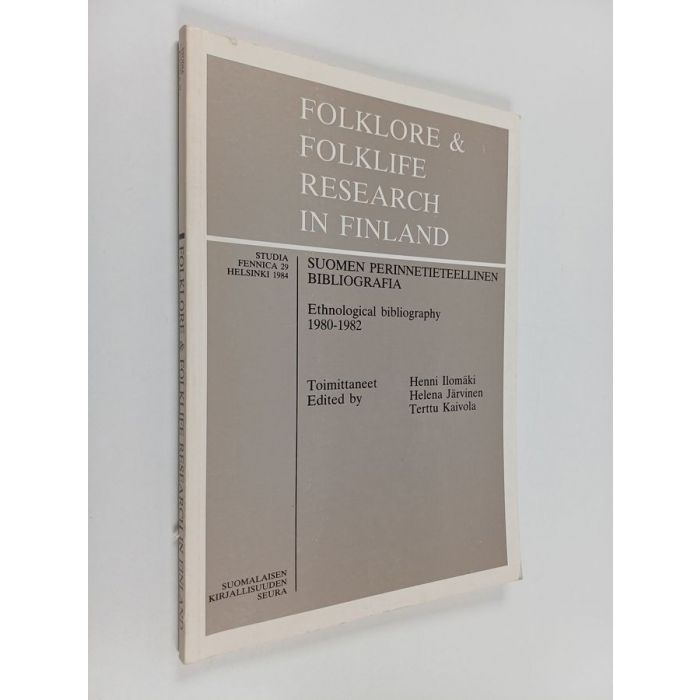 FOLKLORE &
FOLKLIFE
RESEARCH
IN FINLAND
STUDIA
FENNICA 29
HELSINKI 1984
SUOMEN PERINNETIETEELLINEN
BIBLIOGRAFIA
Ethnological bibliography
1980-1982
Toimittaneet
Edited by
Henni Ilomäki
Helena Järvinen
Terttu Kaivola
SUOMALAISEN
KIRJALLISUUDEN
SEURA
FOLKLORE & FOLKLIFE RESEARCH IN FINLAND